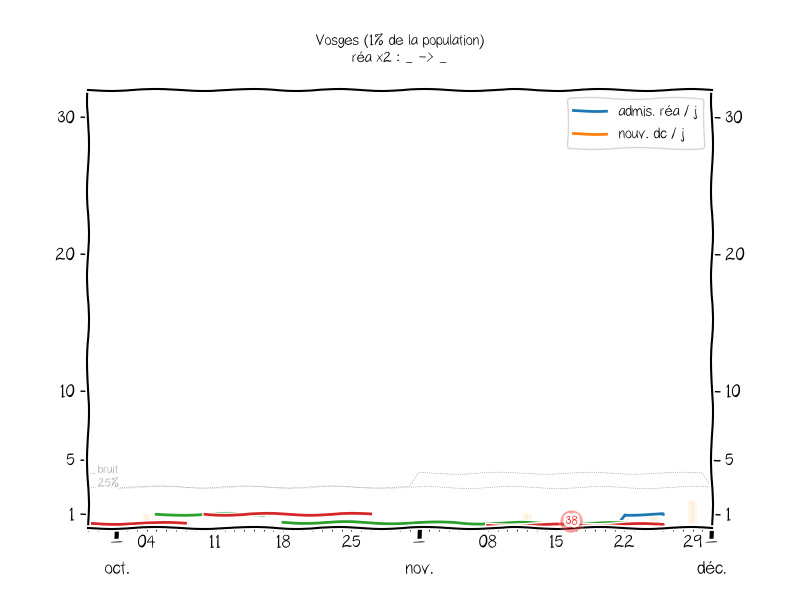 Vosges (1% de la population)
réa x2 : _ -> _
admis. réa / j
nouv. dc / j
30 30
20 20
10 10
5 5
bruit
25%
1 1
38
04 11 18 25 08 15 22 29
oct. nov. déc.